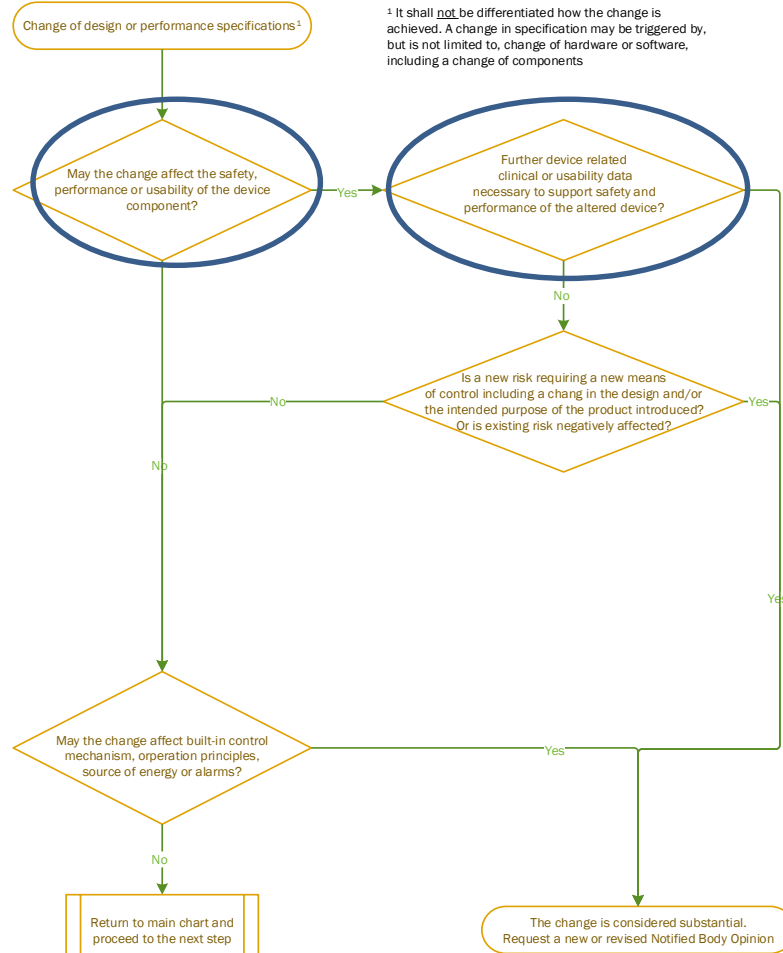 Change of design or performance specifications¹
¹ It shall not be differentiated how the change is
achieved. A change in specification may be triggered by,
but is not limited to, change of hardware or software,
including a change of components
May the change affect the safety,
performance or usability of the device
component?
Yes
Further device related
clinical or usability data
necessary to support safety and
performance of the altered device?
No
Is a new risk requiring a new means
of control including a chang in the design and/or
the intended purpose of the product introduced?
Or is existing risk negatively affected?
No
Yes
No
Yes
May the change affect built-in control
mechanism, orperation principles,
source of energy or alarms?
Yes
No
Return to main chart and
proceed to the next step
The change is considered substantial.
Request a new or revised Notified Body Opinion